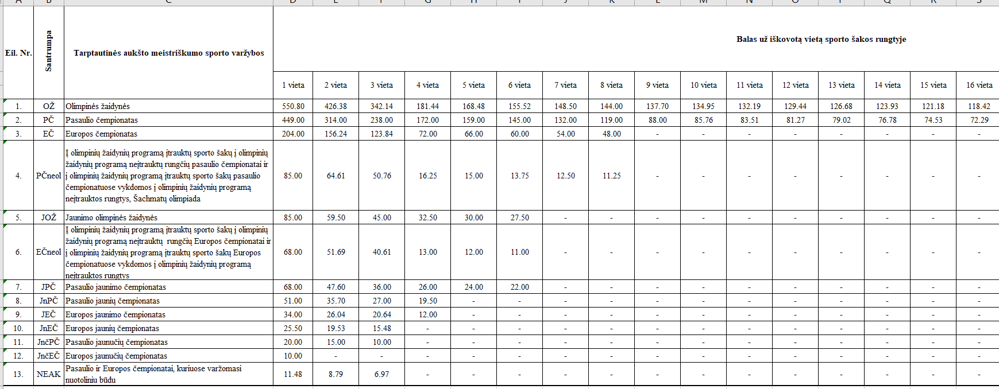 Balas už iškovotą vietą sporto šakos rungtyje
Eil. Nr. Santrumpa Tarptautinės aukšto meistriškumo sporto varžybos
1 vieta 2 vieta 3 vieta 4 vieta 5 vieta 6 vieta 7 vieta 8 vieta 9 vieta 10 vieta 11 vieta 12 vieta 13 vieta 14 vieta 15 vieta 16 vieta
1. OŽ Olimpinės žaidynės 550.80 426.38 342.14 181.44 168.48 155.52 148.50 144.00 137.70 134.95 132.19 129.44 126.68 123.93 121.18 118.42
2. PČ Pasaulio čempionatas 449.00 314.00 238.00 172.00 159.00 145.00 132.00 119.00 88.00 85.76 83.51 81.27 79.02 76.78 74.53 72.29
3. EČ Europos čempionatas 204.00 156.24 123.84 72.00 66.00 60.00 54.00 48.00 - - - - - - - -
Į olimpinių žaidynių programą įtrauktų sporto šakų į olimpinių
žaidynių programą neįtrauktų rungčių pasaulio čempionatai ir
4. PČneol į olimpinių žaidynių programą įtrauktų sporto šakų pasaulio 85.00 64.61 50.76 16.25 15.00 13.75 12.50 11.25 - - - - - - - -
čempionatuose vykdomos į olimpinių žaidynių programą
neįtrauktos rungtys, Šachmatų olimpiada
5. JOŽ Jaunimo olimpinės žaidynės 85.00 59.50 45.00 32.50 30.00 27.50 - - - - - - - - - -
Į olimpinių žaidynių programą įtrauktų sporto šakų į olimpinių
žaidynių programą neįtrauktų rungčių Europos čempionatai ir
6. EČneol į olimpinių žaidynių programą įtrauktų sporto šakų Europos 68.00 51.69 40.61 13.00 12.00 11.00 - - - - - - - - - -
čempionatuose vykdomos į olimpinių žaidynių programą
neįtrauktos rungtys
7. JPČ Pasaulio jaunimo čempionatas 68.00 47.60 36.00 26.00 24.00 22.00 - - - - - - - - - -
8. JnPČ Pasaulio jaunių čempionatas 51.00 35.70 27.00 19.50 - - - - - - - - - - - -
9. JEČ Europos jaunimo čempionatas 34.00 26.04 20.64 12.00 - - - - - - - - - - - -
10. JnEČ Europos jaunių čempionatas 25.50 19.53 15.48 - - - - - - - - - - - - -
11. JnčPČ Pasaulio jaunučių čempionatas 20.00 15.00 10.00 - - - - - - - - - - - - -
12. JnčEČ Europos jaunučių čempionatas 10.00 - - - - - - - - - - - - - - -
Pasaulio ir Europos čempionatai, kuriuose varžomasi
13. NEAK nuotoliniu būdu 11.48 8.79 6.97 - - - - - - - - - - - - -